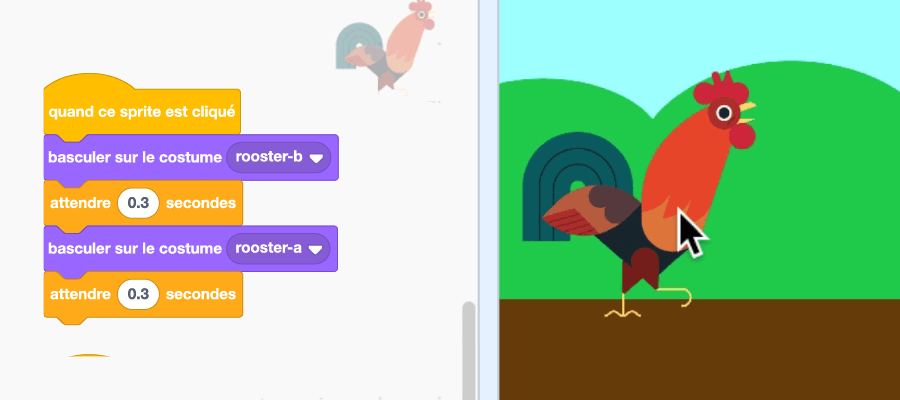 quand ce sprite est cliqué
basculer sur le costume rooster-b
attendre 0.3 secondes
basculer sur le costume rooster-a
attendre 0.3 secondes